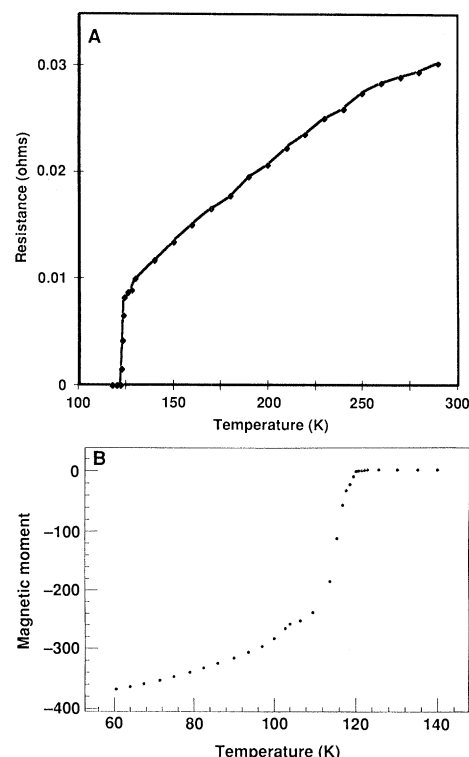 A
0.03
0.02
0.01
0
Resistance (ohms)
100 150 200 250 300
Temperature (K)
B
0
−100
−200
−300
−400
Magnetic moment
60 80 100 120 140
Temperature (K)